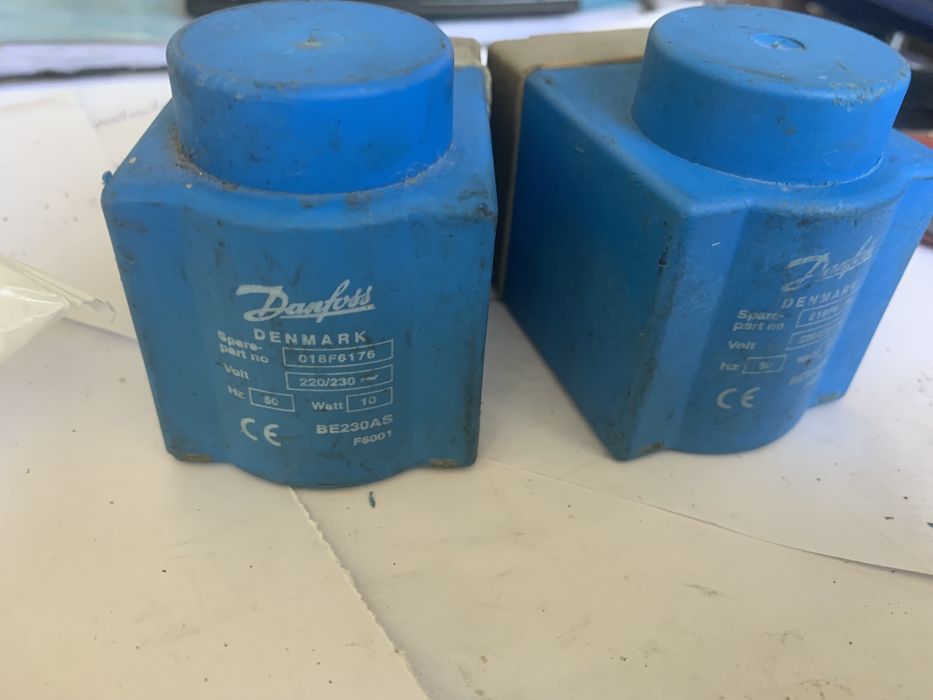 Danfoss
DENMARK
Spare-
part no 018F6176
Volt 220/230 ~
Hz 50 Watt 10
CE BE230AS
F6001
Danfoss
DENMARK
Spare-
part no
Volt
Hz 50
CE